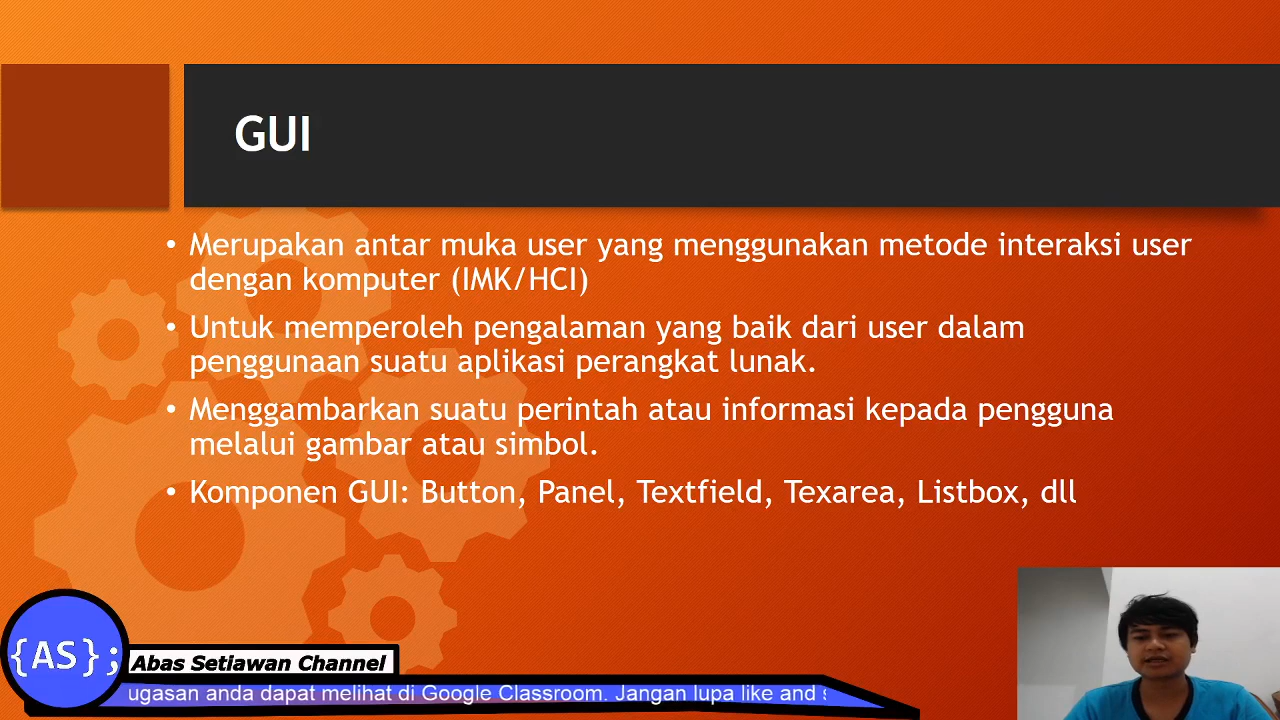 GUI
• Merupakan antar muka user yang menggunakan metode interaksi user
dengan komputer (IMK/HCI)
• Untuk memperoleh pengalaman yang baik dari user dalam
penggunaan suatu aplikasi perangkat lunak.
• Menggambarkan suatu perintah atau informasi kepada pengguna
melalui gambar atau simbol.
• Komponen GUI: Button, Panel, Textfield, Texarea, Listbox, dll
{AS};
Abas Setiawan Channel
ugasan anda dapat melihat di Google Classroom. Jangan lupa like and s